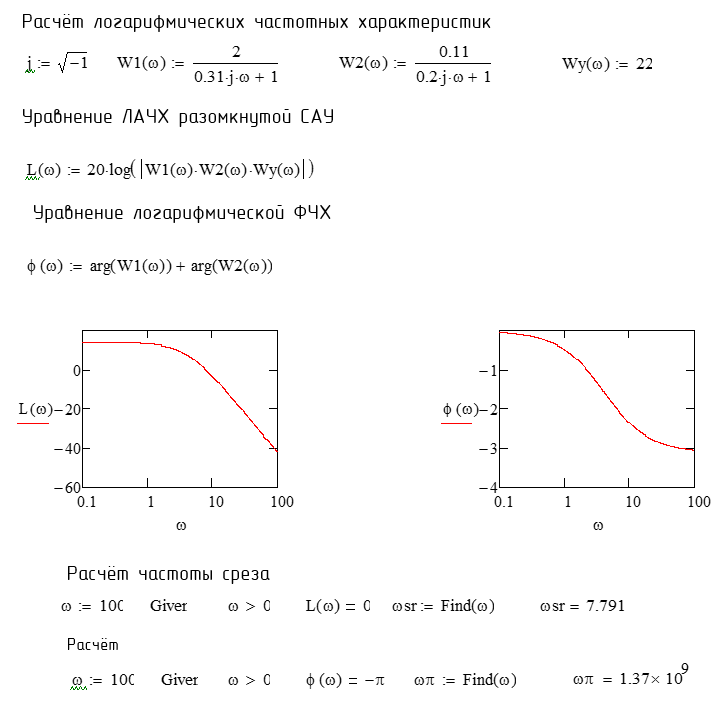 Расчёт логарифмических частотных характеристик
j := √−1 W1(ω) := 2 / (0.31·j·ω + 1) W2(ω) := 0.11 / (0.2·j·ω + 1) Wy(ω) := 22
Уравнение ЛАЧХ разомкнутой САУ
L(ω) := 20·log(|W1(ω)·W2(ω)·Wy(ω)|)
Уравнение логарифмической ФЧХ
ϕ(ω) := arg(W1(ω)) + arg(W2(ω))
0
L(ω) −20
−40
−60
0.1 1 10 100
ω
−1
ϕ(ω) −2
−3
−4
0.1 1 10 100
ω
Расчёт частоты среза
ω := 100 Given ω > 0 L(ω) = 0 ωsr := Find(ω) ωsr = 7.791
Расчёт
ω := 100 Given ω > 0 ϕ(ω) = −π ωπ := Find(ω) ωπ = 1.37× 10^9